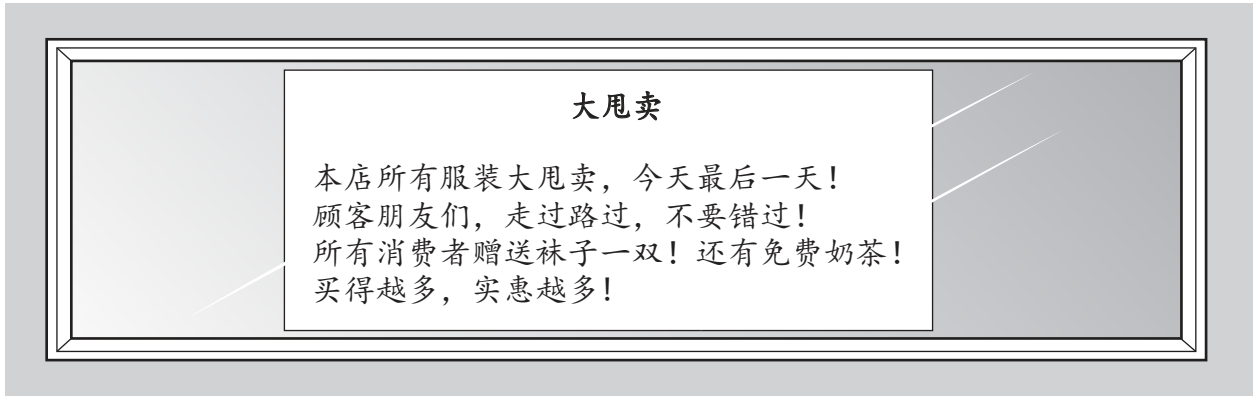 大甩卖
本店所有服装大甩卖，今天最后一天！
顾客朋友们，走过路过，不要错过！
所有消费者赠送袜子一双！还有免费奶茶！
买得越多，实惠越多！